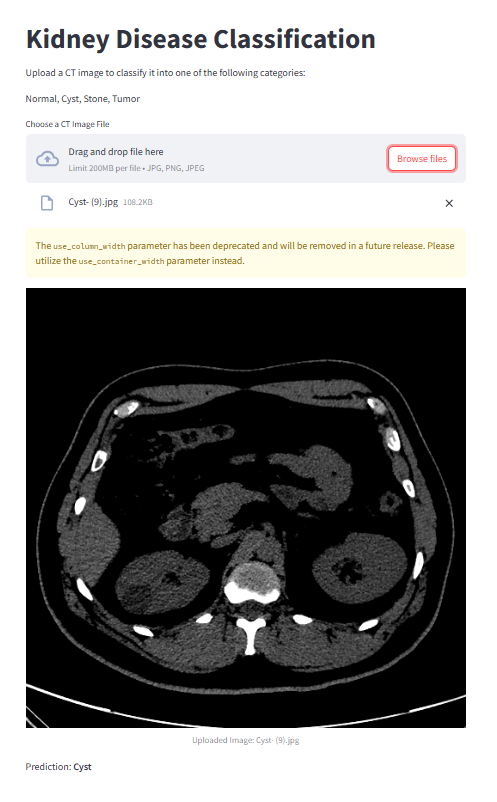 Kidney Disease Classification
Upload a CT image to classify it into one of the following categories:
Normal, Cyst, Stone, Tumor
Choose a CT Image File
Drag and drop file here
Limit 200MB per file • JPG, PNG, JPEG
Browse files
Cyst- (9).jpg 108.2KB
The use_column_width parameter has been deprecated and will be removed in a future release. Please
utilize the use_container_width parameter instead.
Uploaded Image: Cyst- (9).jpg
Prediction: Cyst